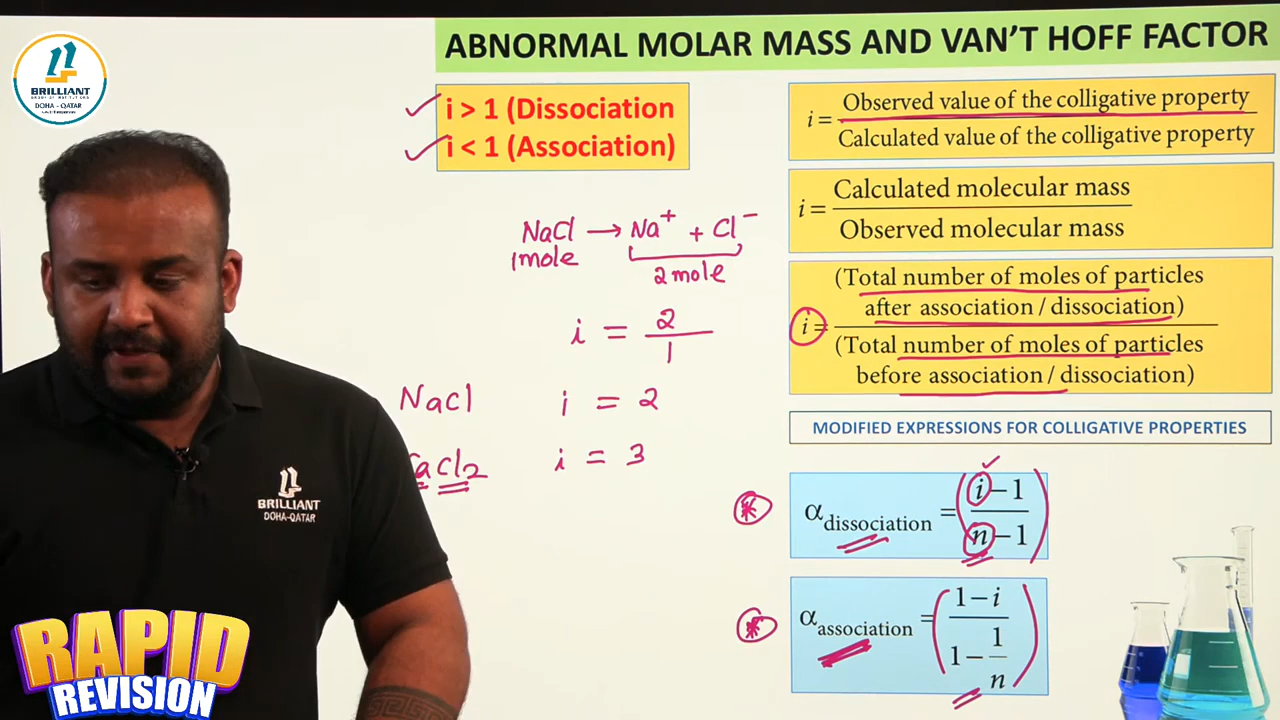 ABNORMAL MOLAR MASS AND VAN'T HOFF FACTOR
BRILLIANT
DOHA - QATAR
i > 1 (Dissociation
i < 1 (Association)
i = Observed value of the colligative property / Calculated value of the colligative property
i = Calculated molecular mass / Observed molecular mass
NaCl → Na⁺ + Cl⁻
1mole
2 mole
i = 2 / 1
i = (Total number of moles of particles
after association / dissociation)
(Total number of moles of particles
before association / dissociation)
NaCl i = 2
aCl₂ i = 3
MODIFIED EXPRESSIONS FOR COLLIGATIVE PROPERTIES
* α dissociation = (i – 1 / n – 1)
* α association = (1 – i / 1 – 1/n)
BRILLIANT
DOHA-QATAR
RAPID
REVISION